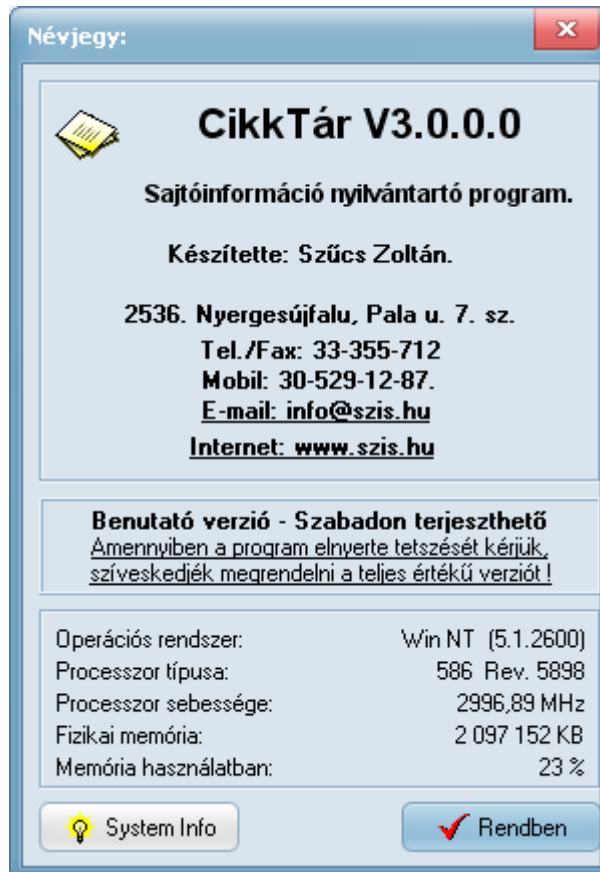 Névjegy:
CikkTár V3.0.0.0
Sajtóinformáció nyilvántartó program.
Készítette: Szűcs Zoltán.
2536. Nyergesújfalu, Pala u. 7. sz.
Tel./Fax: 33-355-712
Mobil: 30-529-12-87.
E-mail: info@szis.hu
Internet: www.szis.hu
Benutató verzió - Szabadon terjeszthető
Amennyiben a program elnyerte tetszését kérjük,
szíveskedjék megrendelni a teljes értékű verziót !
Operációs rendszer: Win NT (5.1.2600)
Processzor típusa: 586 Rev. 5898
Processzor sebessége: 2996,89 MHz
Fizikai memória: 2 097 152 KB
Memória használatban: 23 %
System Info Rendben